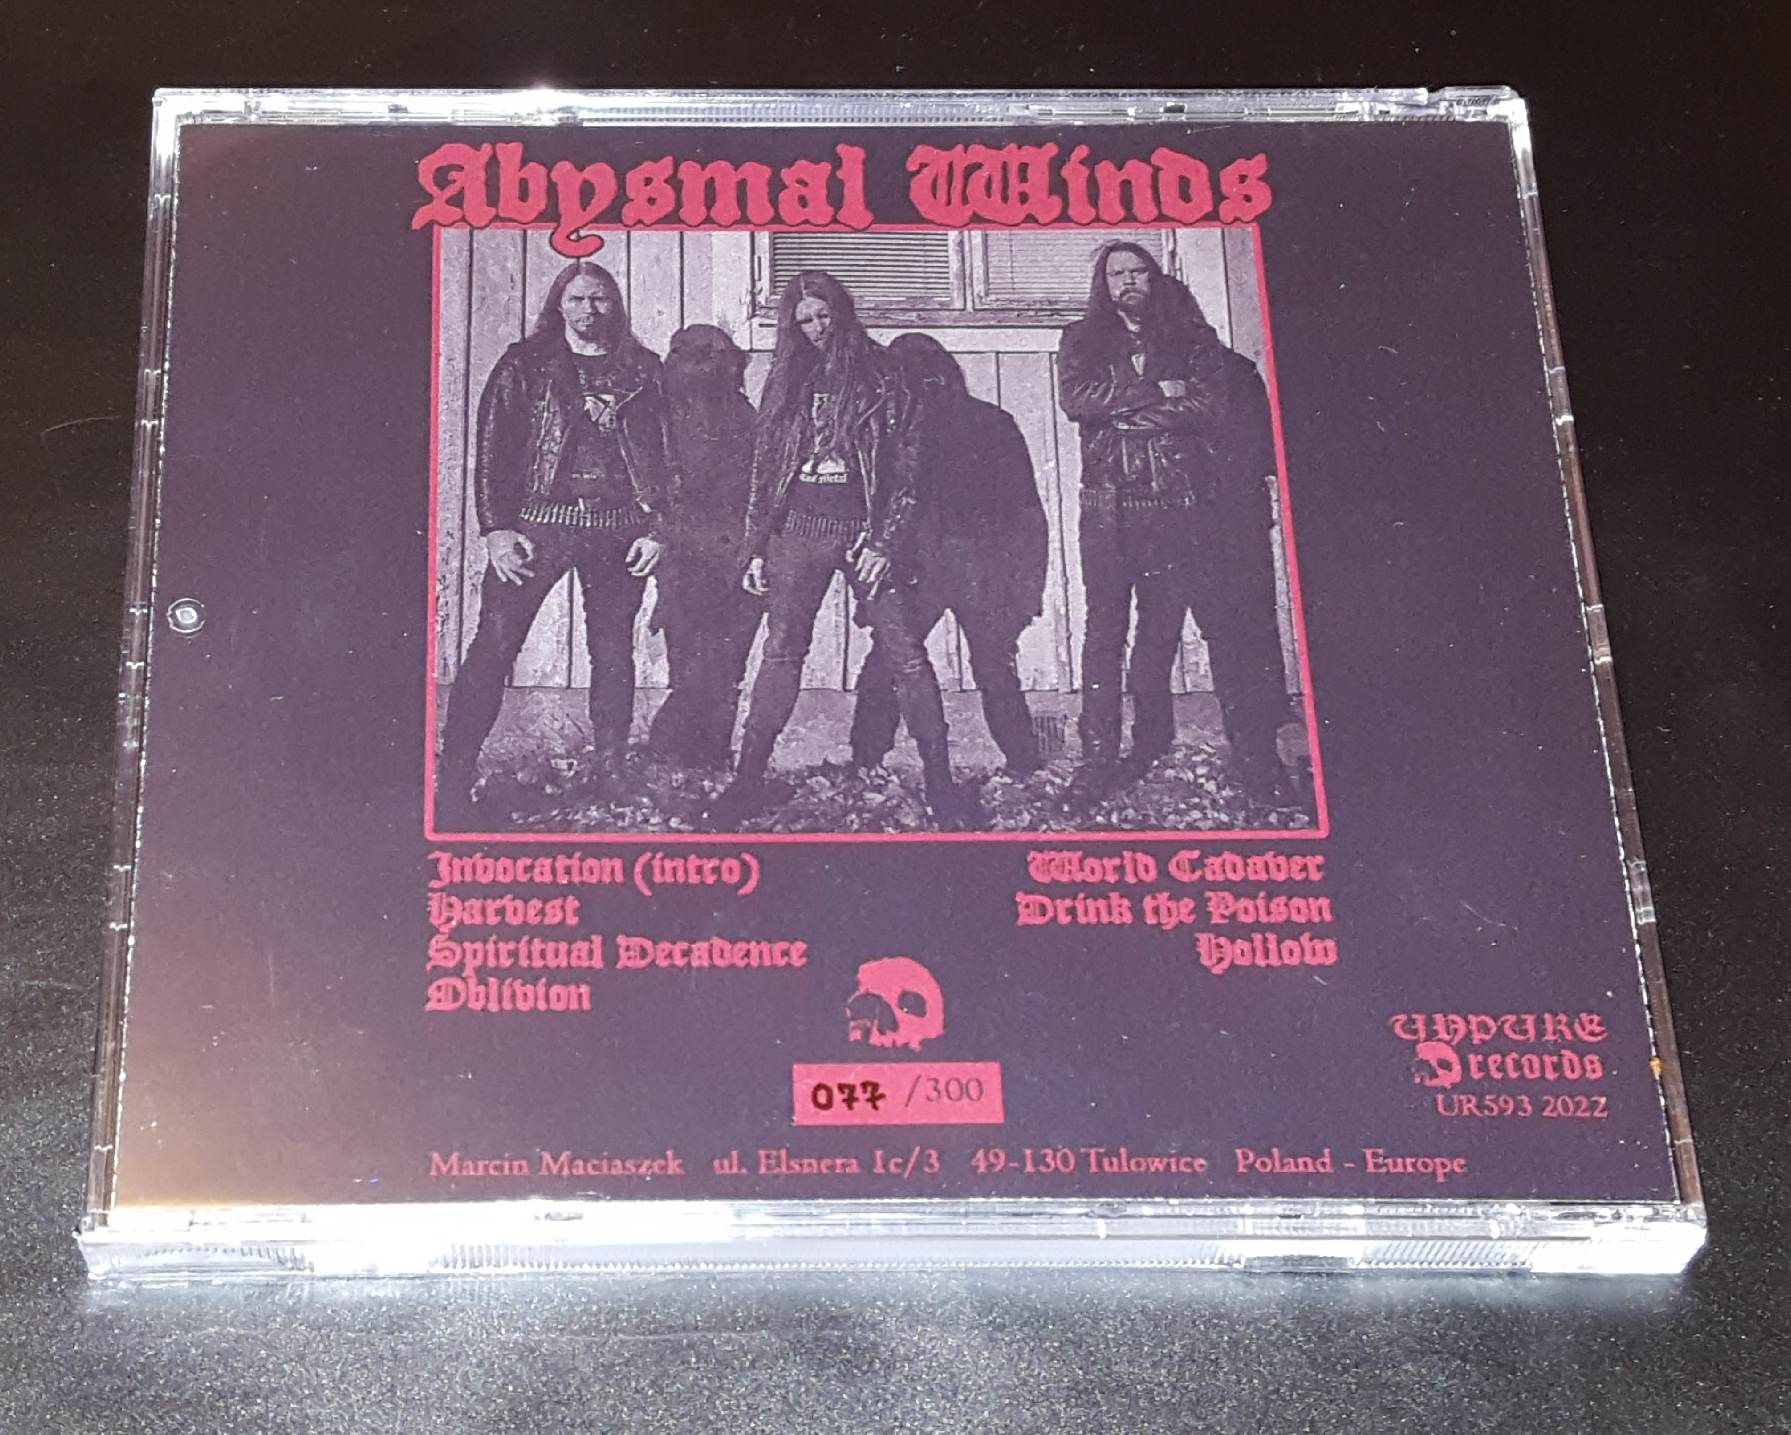 Abysmal Winds
Invocation (intro)
Harvest
Spiritual Decadence
Oblivion
World Cadaver
Drink the Poison
Hollow
077 /300
UNPURE
records
UR593 2022
Marcin Maciaszek ul. Elsnera 1c/3 49-130 Tulowice Poland - Europe